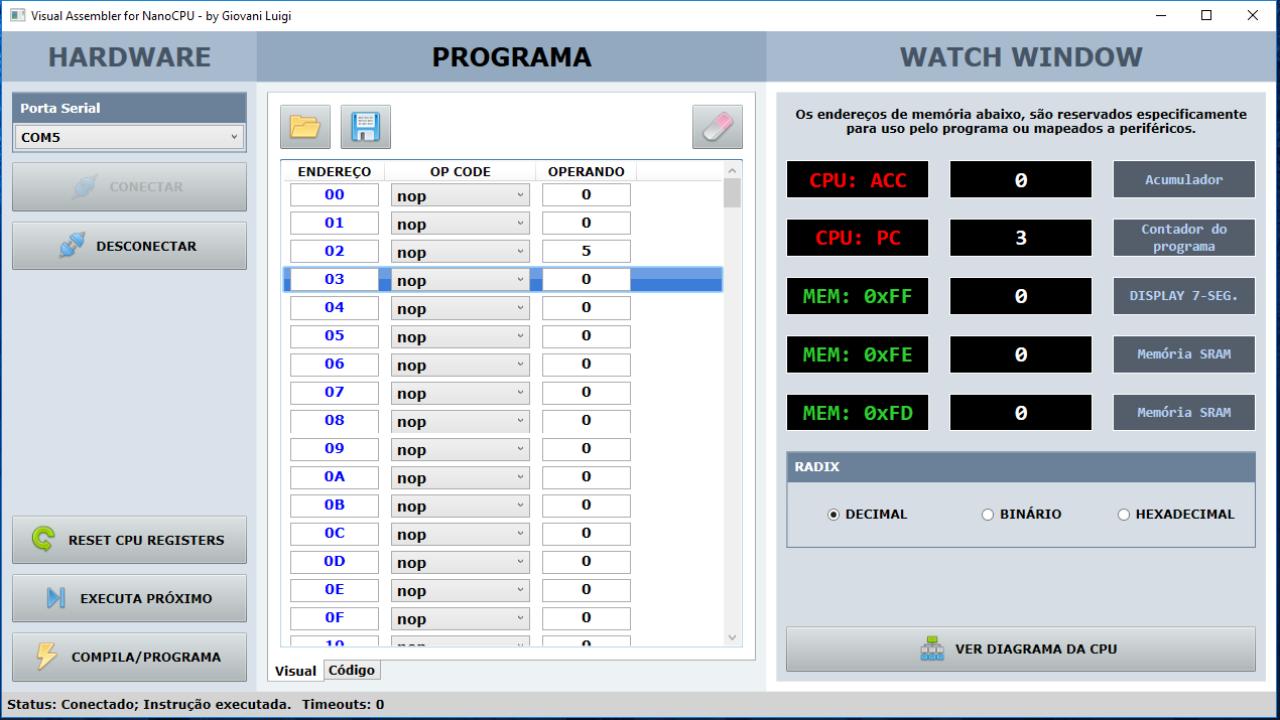 Visual Assembler for NanoCPU - by Giovani Luigi
HARDWARE
PROGRAMA
WATCH WINDOW
Porta Serial
COM5
CONECTAR
DESCONECTAR
RESET CPU REGISTERS
EXECUTA PRÓXIMO
COMPILA/PROGRAMA
ENDEREÇO OP CODE OPERANDO
00 nop 0
01 nop 0
02 nop 5
03 nop 0
04 nop 0
05 nop 0
06 nop 0
07 nop 0
08 nop 0
09 nop 0
0A nop 0
0B nop 0
0C nop 0
0D nop 0
0E nop 0
0F nop 0
10 nop 0
Visual Código
Os endereços de memória abaixo, são reservados especificamente
para uso pelo programa ou mapeados a periféricos.
CPU: ACC 0 Acumulador
CPU: PC 3 Contador do
programa
MEM: 0xFF 0 DISPLAY 7-SEG.
MEM: 0xFE 0 Memória SRAM
MEM: 0xFD 0 Memória SRAM
RADIX
DECIMAL BINÁRIO HEXADECIMAL
VER DIAGRAMA DA CPU
Status: Conectado; Instrução executada. Timeouts: 0